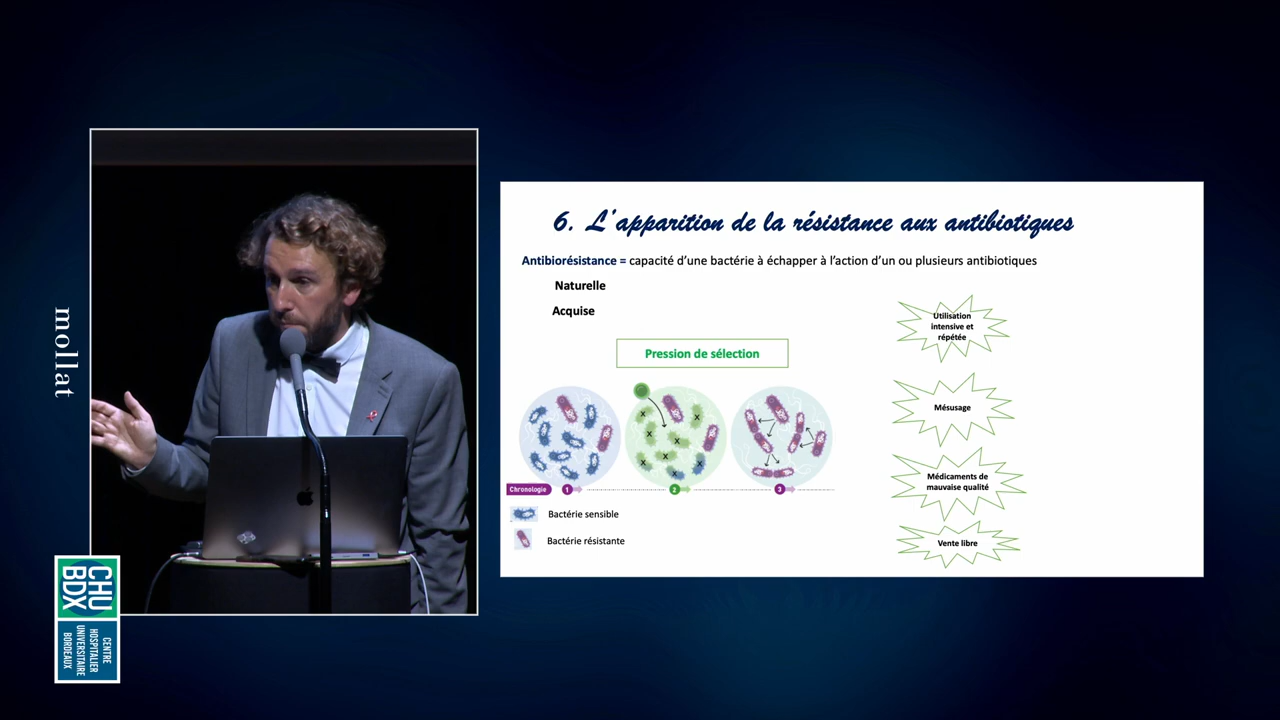 mollat
CHU
BDX
CENTRE
HOSPITALIER
UNIVERSITAIRE
BORDEAUX
6. L'apparition de la résistance aux antibiotiques
Antibiorésistance = capacité d'une bactérie à échapper à l'action d'un ou plusieurs antibiotiques
Naturelle
Acquise
Pression de sélection
Chronologie 1 2 3
Bactérie sensible
Bactérie résistante
Utilisation
intensive et
répétée
Mésusage
Médicaments de
mauvaise qualité
Vente libre